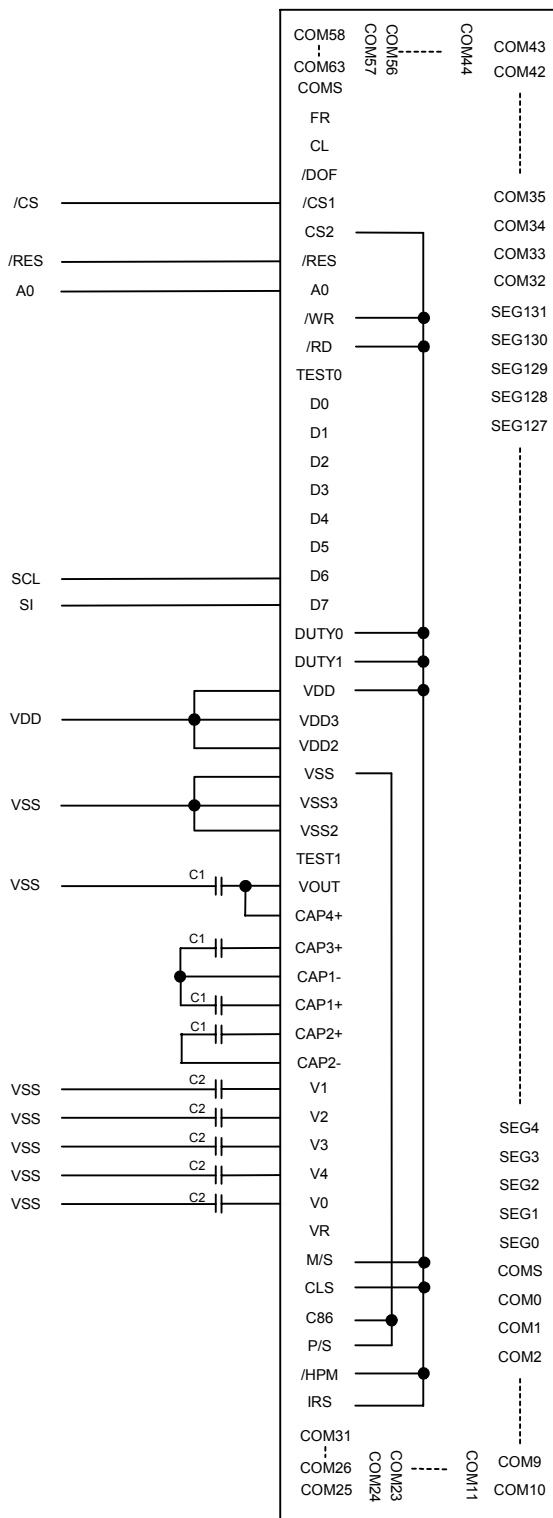 COM58
COM63
COMS
COM57
COM56
COM44
COM43
COM42
FR
CL
/DOF
/CS /CS1
COM35
CS2
COM34
/RES /RES
COM33
A0 A0
COM32
/WR
SEG131
/RD
SEG130
TEST0
SEG129
D0
SEG128
D1
SEG127
D2
D3
D4
D5
SCL D6
SI D7
DUTY0
DUTY1
VDD
VDD VDD3
VDD2
VSS
VSS VSS3
VSS2
TEST1
VSS C1 VOUT
CAP4+
C1 CAP3+
CAP1-
C1 CAP1+
C1 CAP2+
CAP2-
VSS C2 V1
VSS C2 V2
SEG4
VSS C2 V3
SEG3
VSS C2 V4
SEG2
VSS C2 V0
SEG1
VR
SEG0
M/S
COMS
CLS
COM0
C86
COM1
P/S
COM2
/HPM
IRS
COM31
COM26
COM25
COM24
COM23
COM11
COM9
COM10